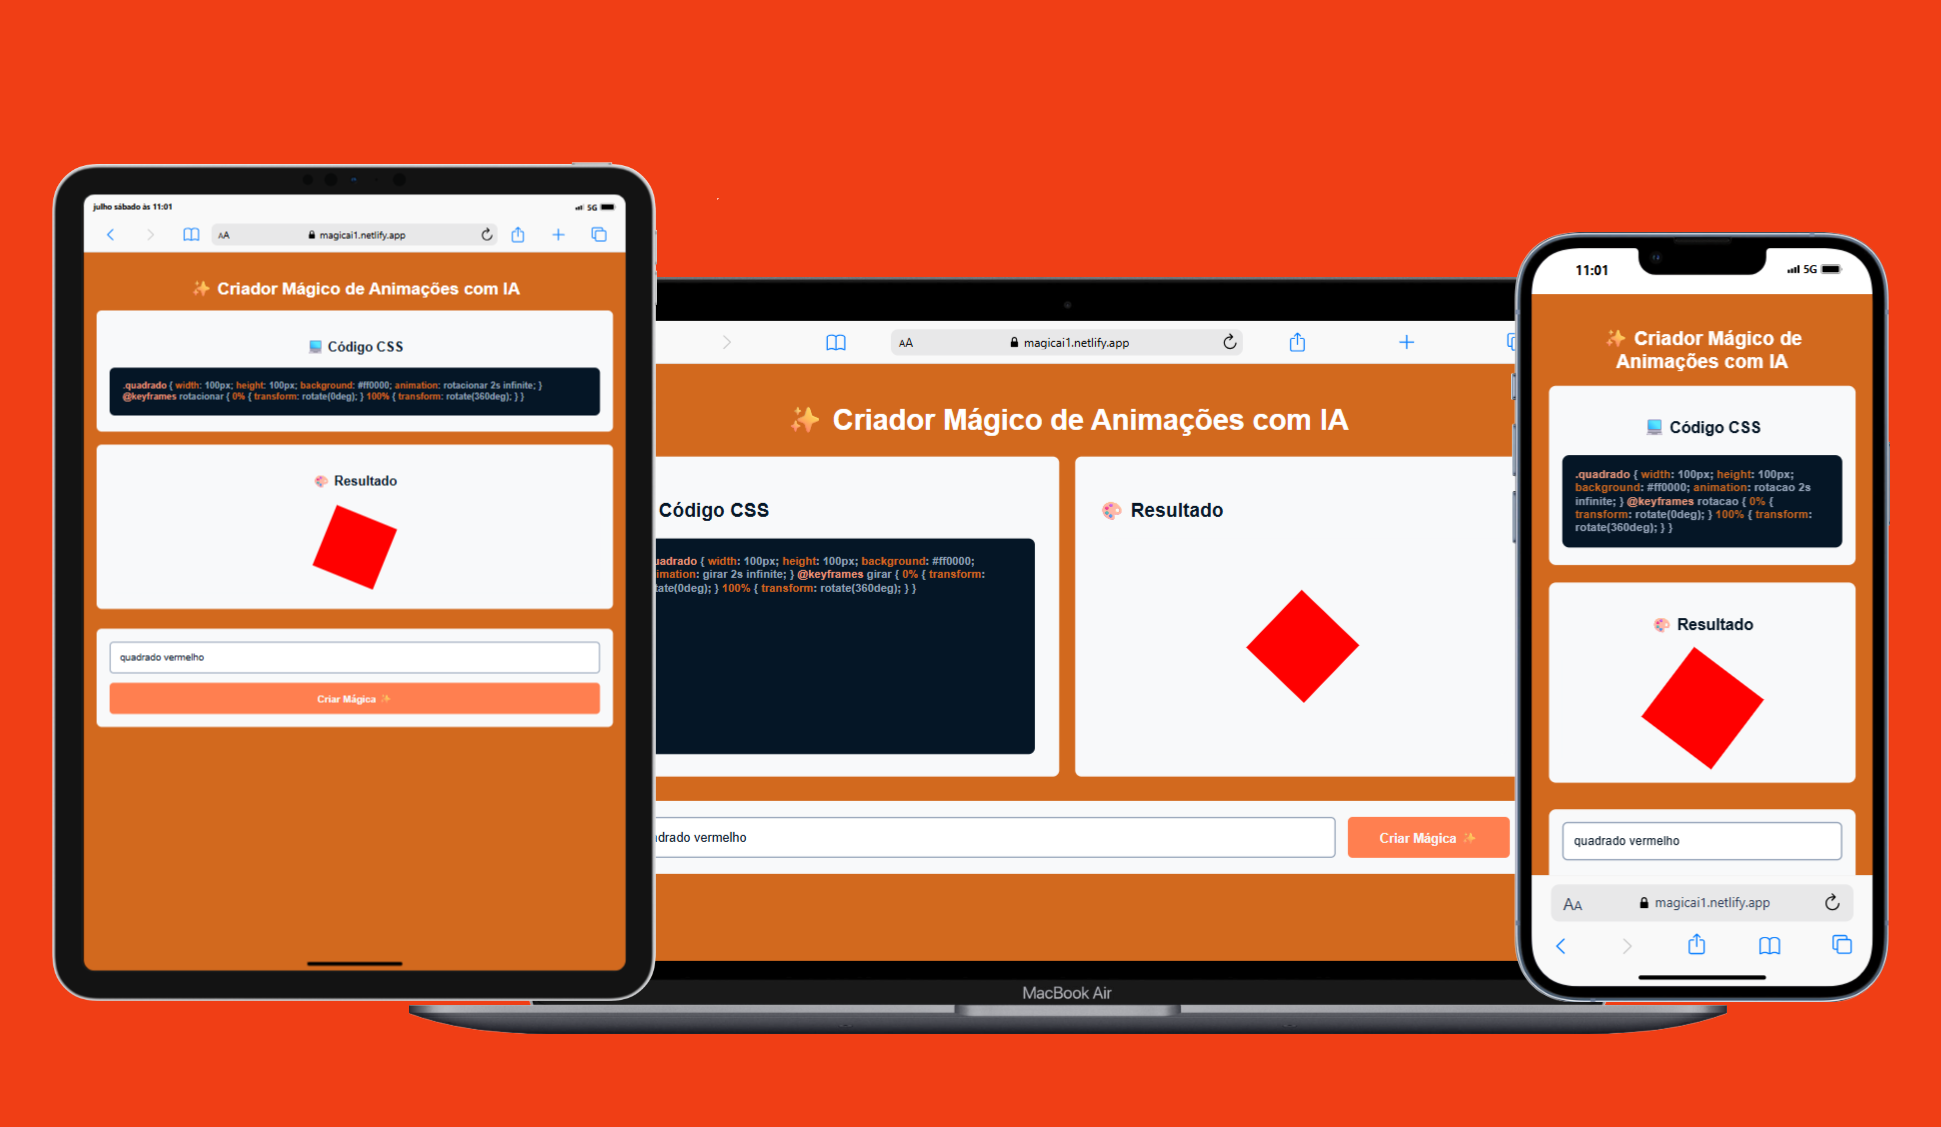 julho sábado às 11:01
5G
AA
magicai1.netlify.app
✨ Criador Mágico de Animações com IA
Código CSS
.quadrado { width: 100px; height: 100px; background: #ff0000; animation: rotacionar 2s infinite; }
@keyframes rotacionar { 0% { transform: rotate(0deg); } 100% { transform: rotate(360deg); } }
Resultado
quadrado vermelho
Criar Mágica ✨
AA
magicai1.netlify.app
✨ Criador Mágico de Animações com IA
Código CSS
uadrado { width: 100px; height: 100px; background: #ff0000;
imation: girar 2s infinite; } @keyframes girar { 0% { transform:
tate(0deg); } 100% { transform: rotate(360deg); } }
Resultado
drado vermelho
Criar Mágica ✨
MacBook Air
11:01
5G
✨ Criador Mágico de
Animações com IA
Código CSS
.quadrado { width: 100px; height: 100px;
background: #ff0000; animation: rotacao 2s
infinite; } @keyframes rotacao { 0% {
transform: rotate(0deg); } 100% { transform:
rotate(360deg); } }
Resultado
quadrado vermelho
AA
magicai1.netlify.app